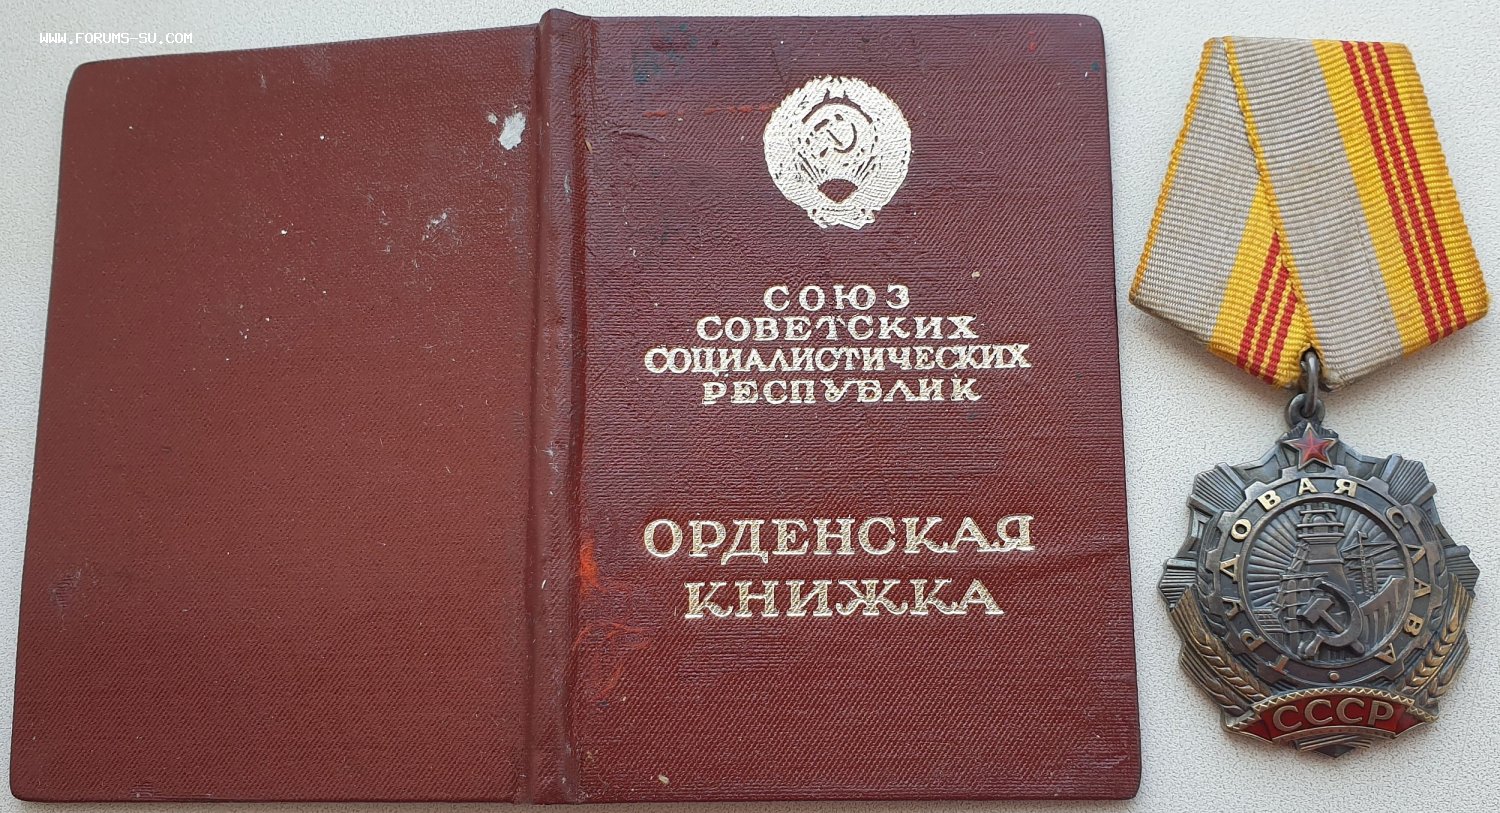 WWW.FORUMS-SU.COM
СОЮЗ
СОВЕТСКИХ
СОЦИАЛИСТИЧЕСКИХ
РЕСПУБЛИК
ОРДЕНСКАЯ
КНИЖКА
ТРУДОВАЯ СЛАВА
СССР